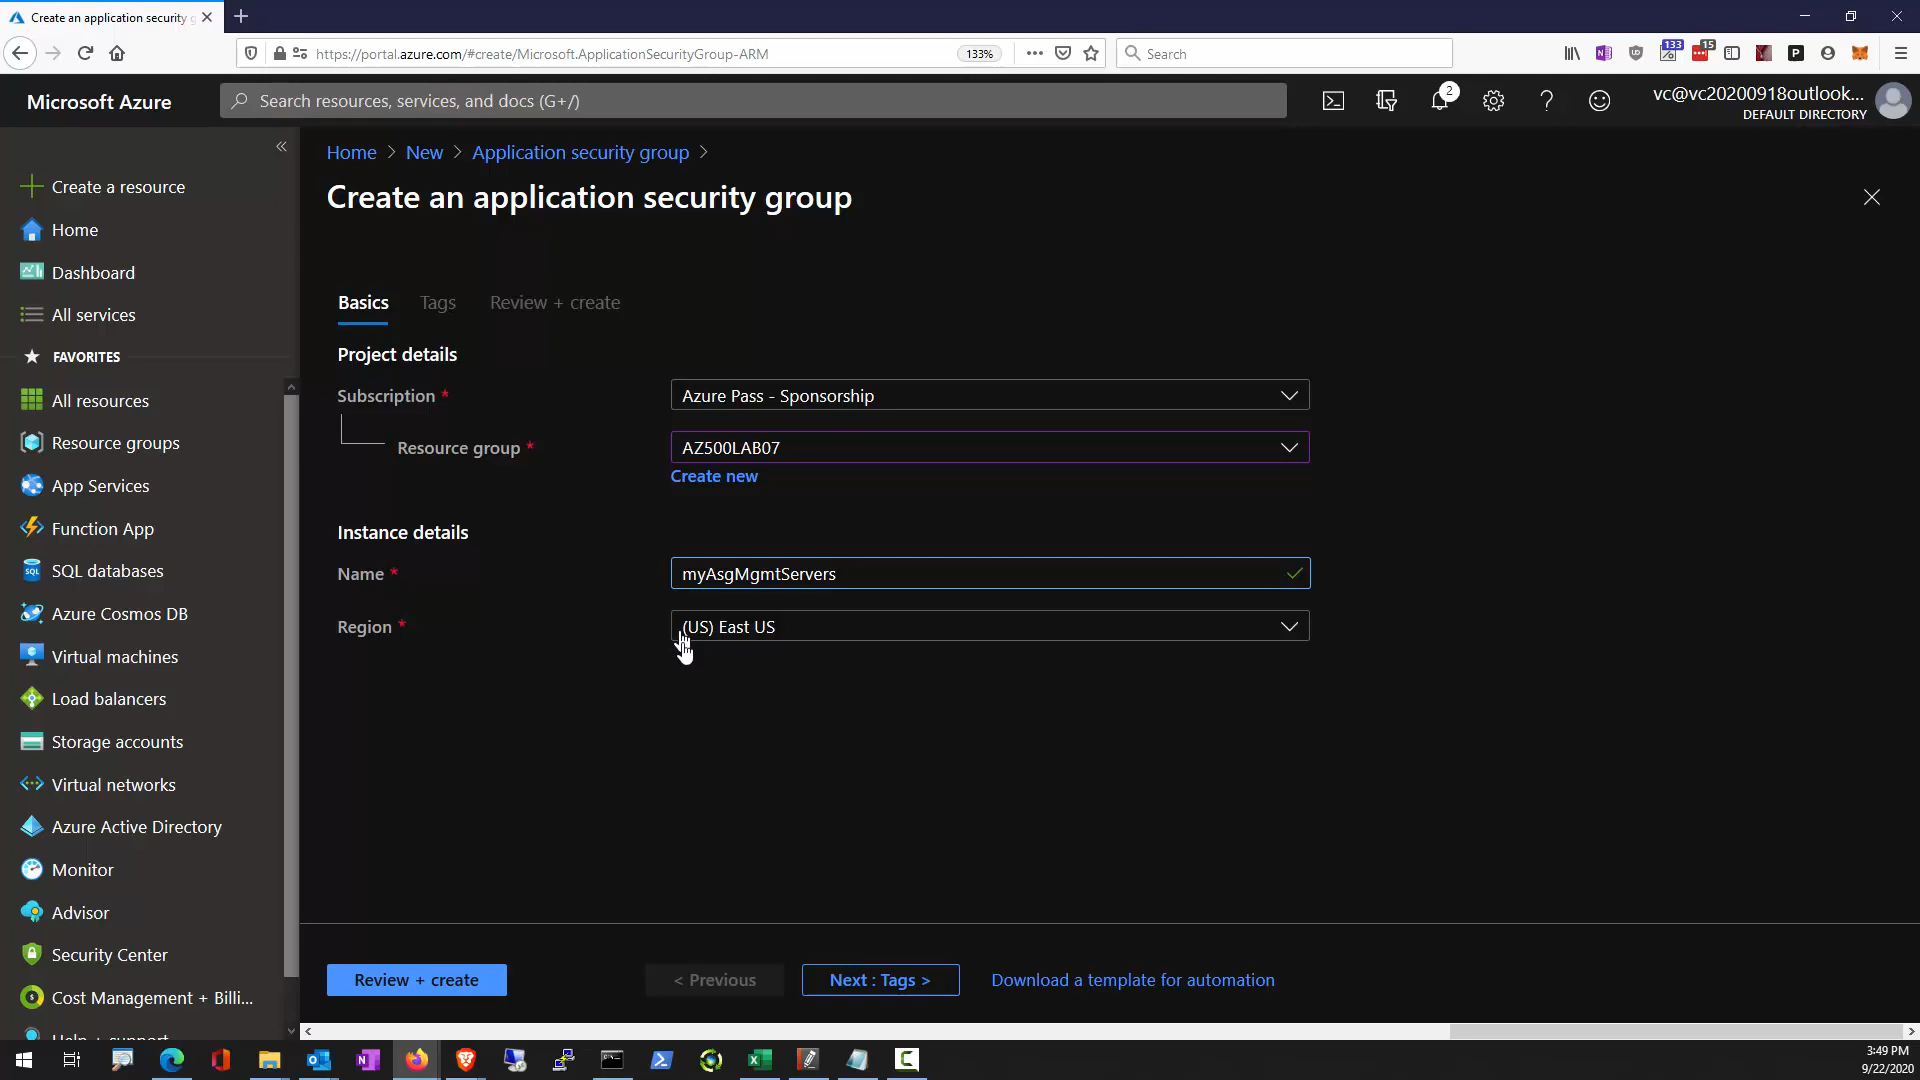 Create an application security g
https://portal.azure.com/#create/Microsoft.ApplicationSecurityGroup-ARM
133%
Search
133
15
Microsoft Azure
Search resources, services, and docs (G+/)
2
vc@vc20200918outlook...
DEFAULT DIRECTORY
Create a resource
Home
Dashboard
All services
FAVORITES
All resources
Resource groups
App Services
Function App
SQL databases
Azure Cosmos DB
Virtual machines
Load balancers
Storage accounts
Virtual networks
Azure Active Directory
Monitor
Advisor
Security Center
Cost Management + Billi...
Help + support
Home > New > Application security group >
Create an application security group
Basics
Tags
Review + create
Project details
Subscription *
Azure Pass - Sponsorship
Resource group *
AZ500LAB07
Create new
Instance details
Name *
myAsgMgmtServers
Region *
(US) East US
Review + create
< Previous
Next : Tags >
Download a template for automation
3:49 PM
9/22/2020